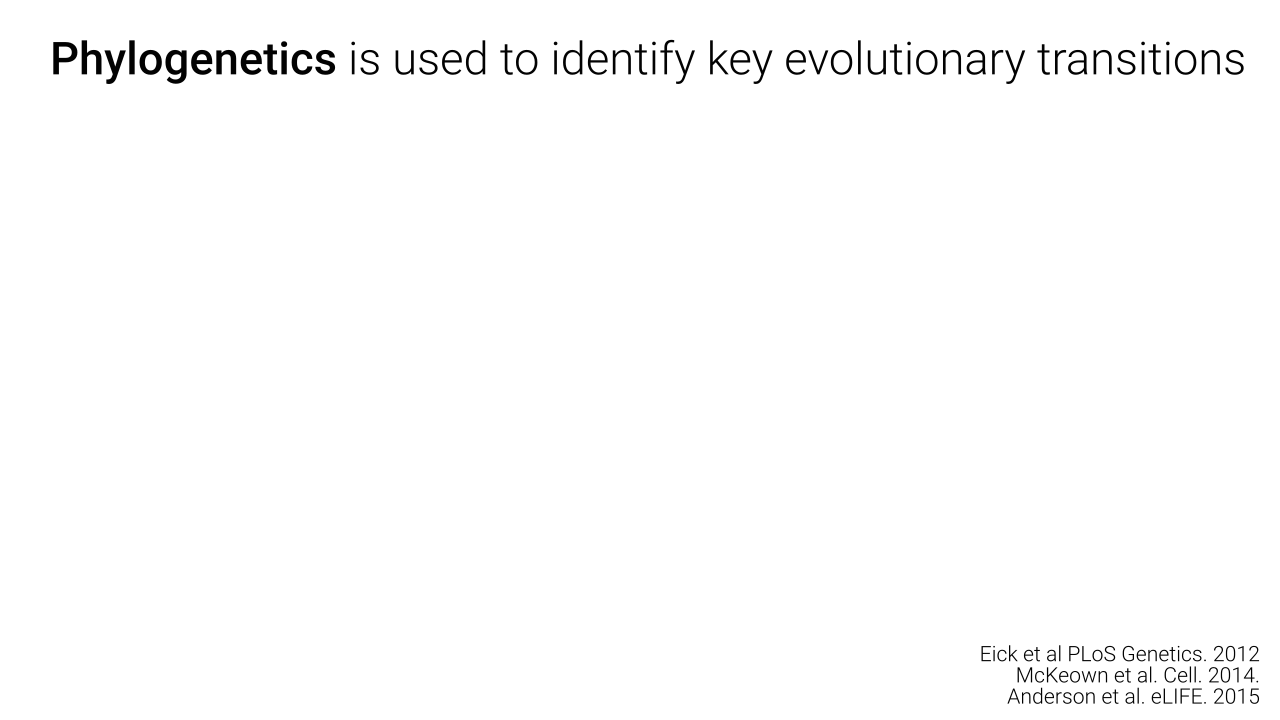 Phylogenetics is used to identify key evolutionary transitions
Eick et al PLoS Genetics. 2012
McKeown et al. Cell. 2014.
Anderson et al. eLIFE. 2015